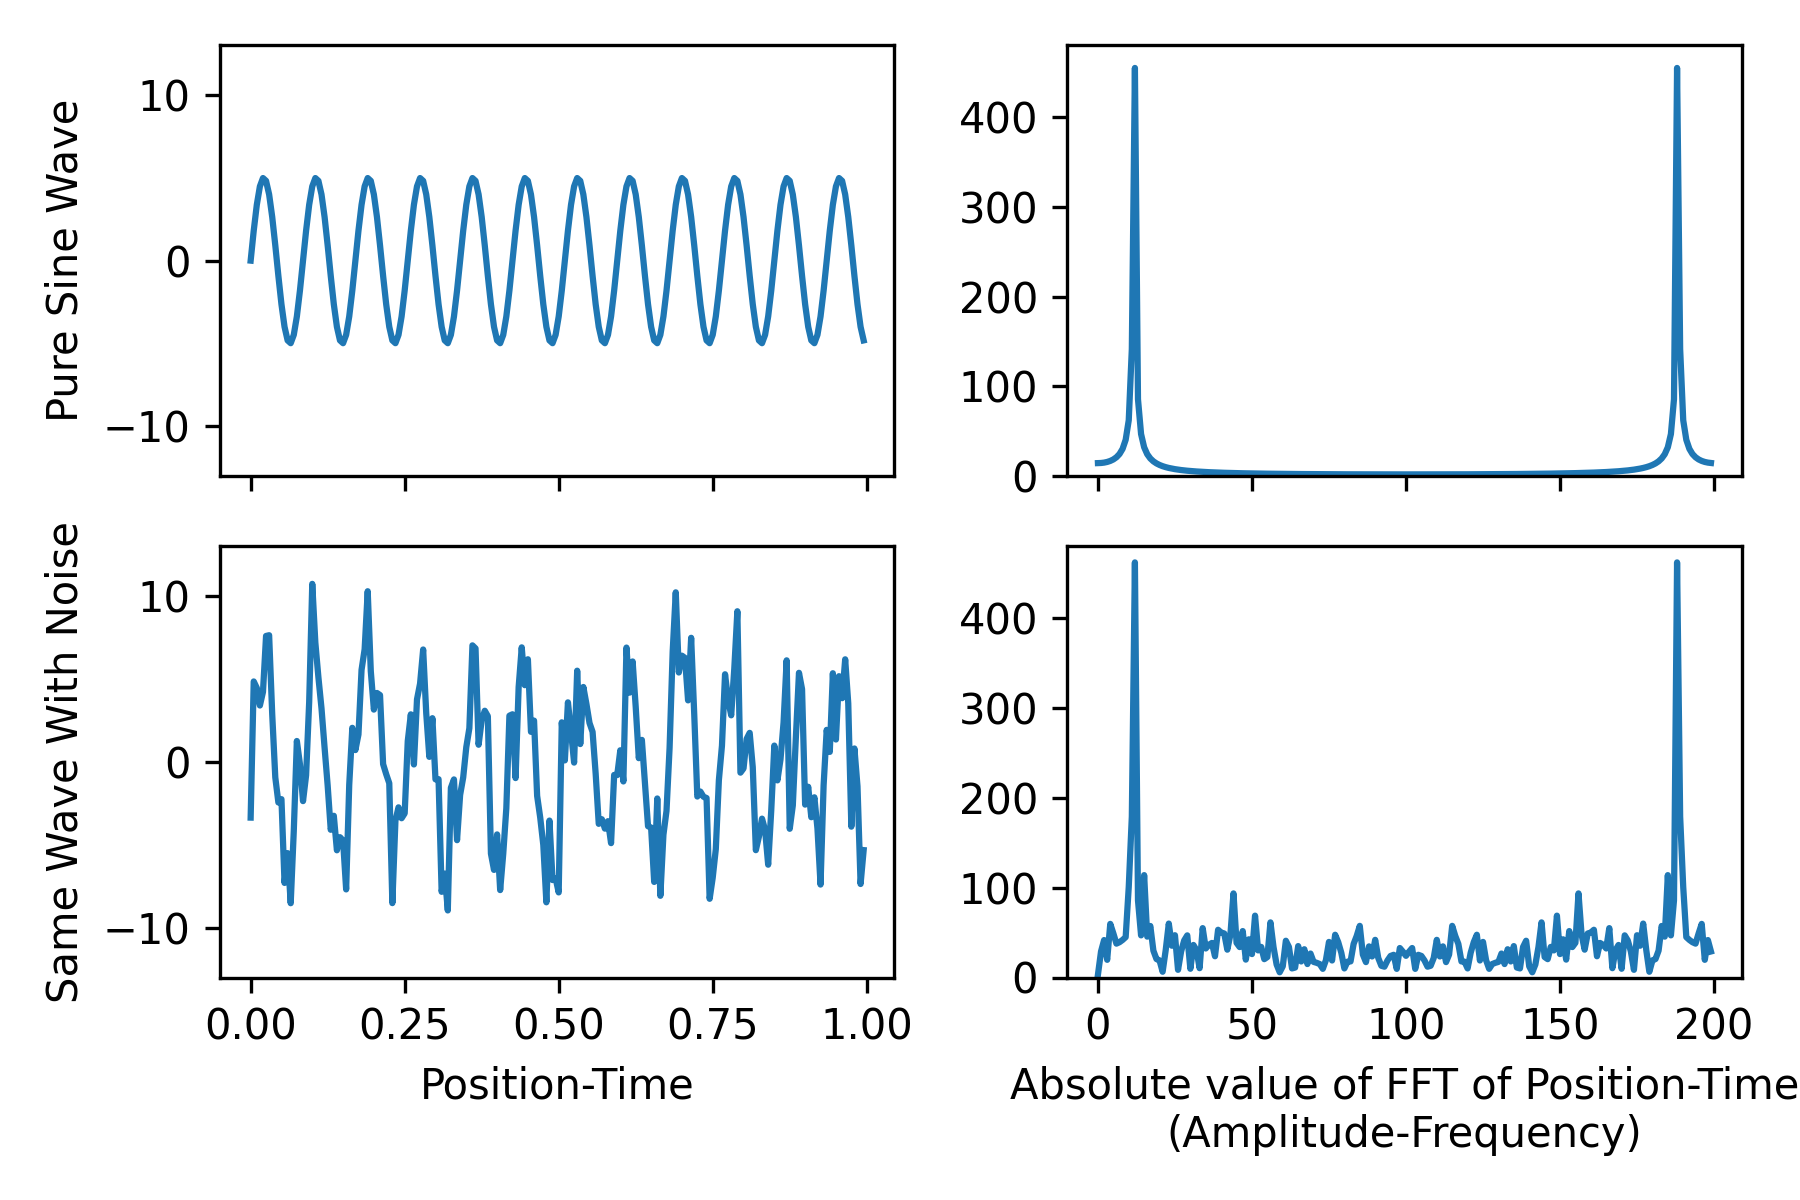 Pure Sine Wave
10
0
−10
400
300
200
100
0
Same Wave With Noise
10
0
−10
0.00 0.25 0.50 0.75 1.00
Position-Time
400
300
200
100
0
0 50 100 150 200
Absolute value of FFT of Position-Time
(Amplitude-Frequency)